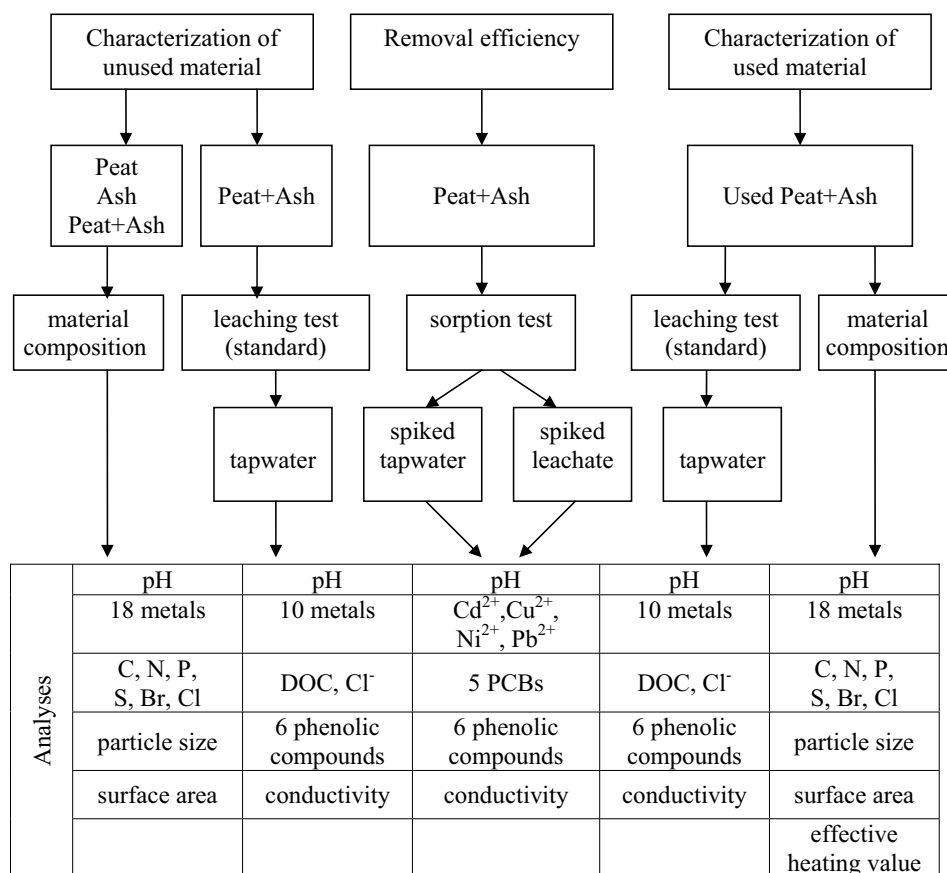 Characterization of
unused material
Removal efficiency
Characterization of
used material
Peat
Ash
Peat+Ash
Peat+Ash
Peat+Ash
Used Peat+Ash
material
composition
leaching test
(standard)
sorption test
leaching test
(standard)
material
composition
tapwater
spiked
tapwater
spiked
leachate
tapwater
Analyses
pH
pH
pH
pH
pH
18 metals
10 metals
Cd²⁺,Cu²⁺,
Ni²⁺, Pb²⁺
10 metals
18 metals
C, N, P,
S, Br, Cl
DOC, Cl⁻
5 PCBs
DOC, Cl⁻
C, N, P,
S, Br, Cl
particle size
6 phenolic
compounds
6 phenolic
compounds
6 phenolic
compounds
particle size
surface area
conductivity
conductivity
conductivity
surface area
effective
heating value